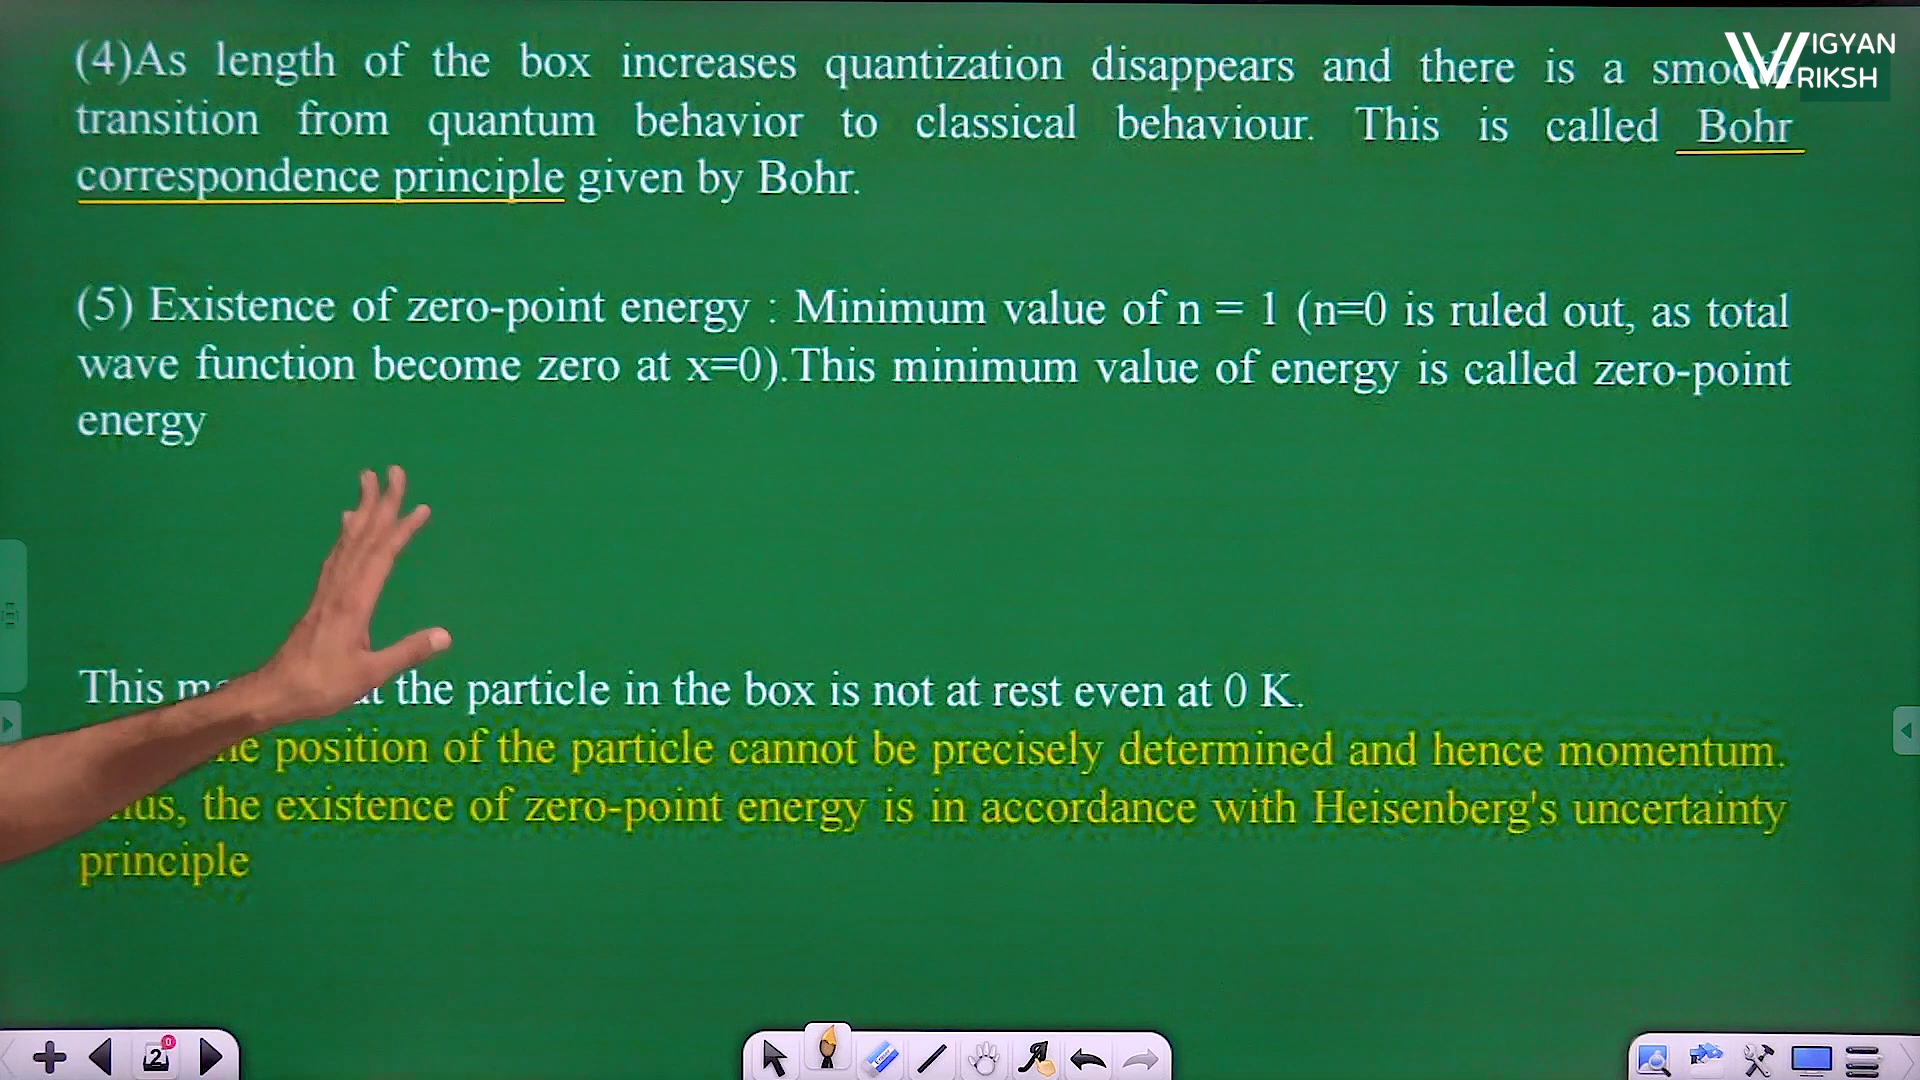 (4)As length of the box increases quantization disappears and there is a
transition from quantum behavior to classical behaviour. This is called Bohr
correspondence principle given by Bohr.
(5) Existence of zero-point energy : Minimum value of n = 1 (n=0 is ruled out, as total
wave function become zero at x=0).This minimum value of energy is called zero-point
energy
This the particle in the box is not at rest even at 0 K.
position of the particle cannot be precisely determined and hence momentum.
the existence of zero-point energy is in accordance with Heisenberg's uncertainty
principle
VIGYAN
VRIKSH
2
0